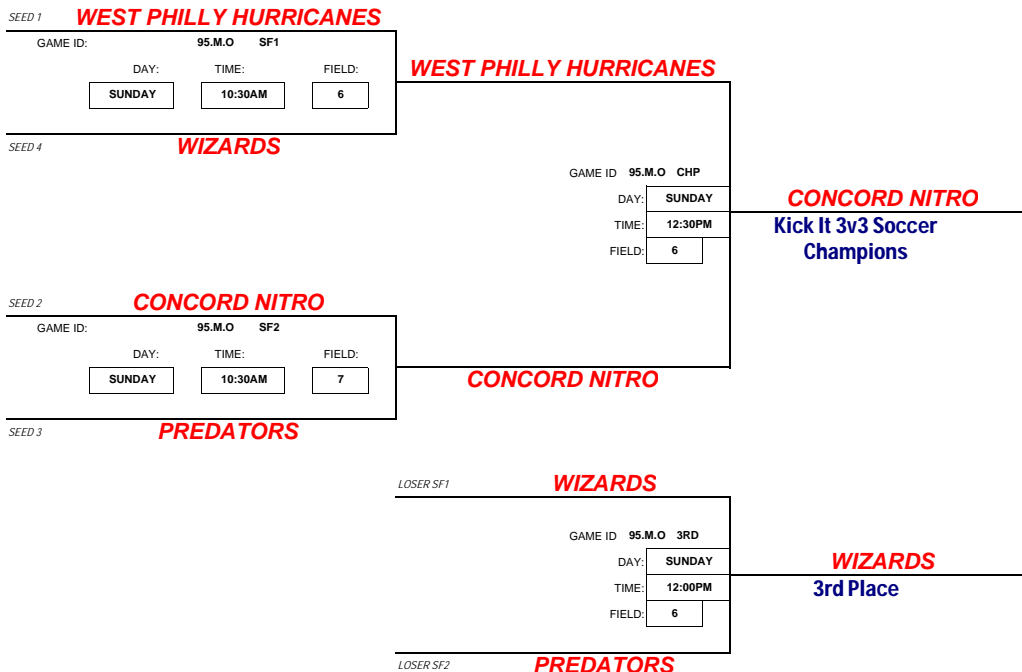 SEED 1 WEST PHILLY HURRICANES
GAME ID: 95.M.O SF1
DAY: TIME: FIELD:
SUNDAY 10:30AM 6
SEED 4 WIZARDS
WEST PHILLY HURRICANES
GAME ID 95.M.O CHP
DAY: SUNDAY
TIME: 12:30PM
FIELD: 6
CONCORD NITRO
Kick It 3v3 Soccer
Champions
SEED 2 CONCORD NITRO
GAME ID: 95.M.O SF2
DAY: TIME: FIELD:
SUNDAY 10:30AM 7
SEED 3 PREDATORS
CONCORD NITRO
LOSER SF1 WIZARDS
GAME ID 95.M.O 3RD
DAY: SUNDAY
TIME: 12:00PM
FIELD: 6
LOSER SF2 PREDATORS
WIZARDS
3rd Place